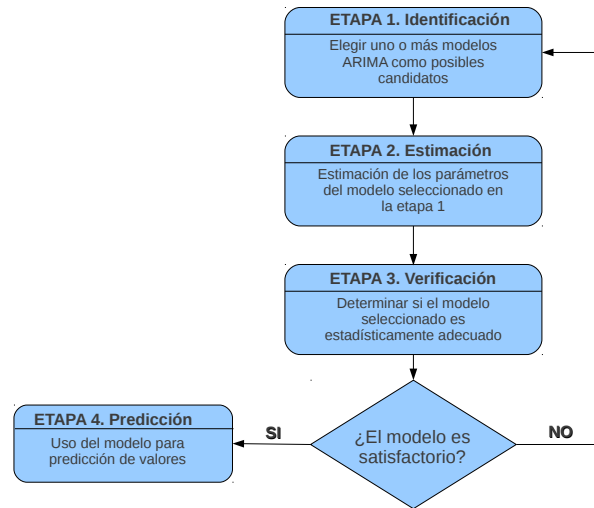 ETAPA 1. Identificación
Elegir uno o más modelos
ARIMA como posibles
candidatos
ETAPA 2. Estimación
Estimación de los parámetros
del modelo seleccionado en
la etapa 1
ETAPA 3. Verificación
Determinar si el modelo
seleccionado es
estadísticamente adecuado
¿El modelo es
satisfactorio?
SI
NO
ETAPA 4. Predicción
Uso del modelo para
predicción de valores